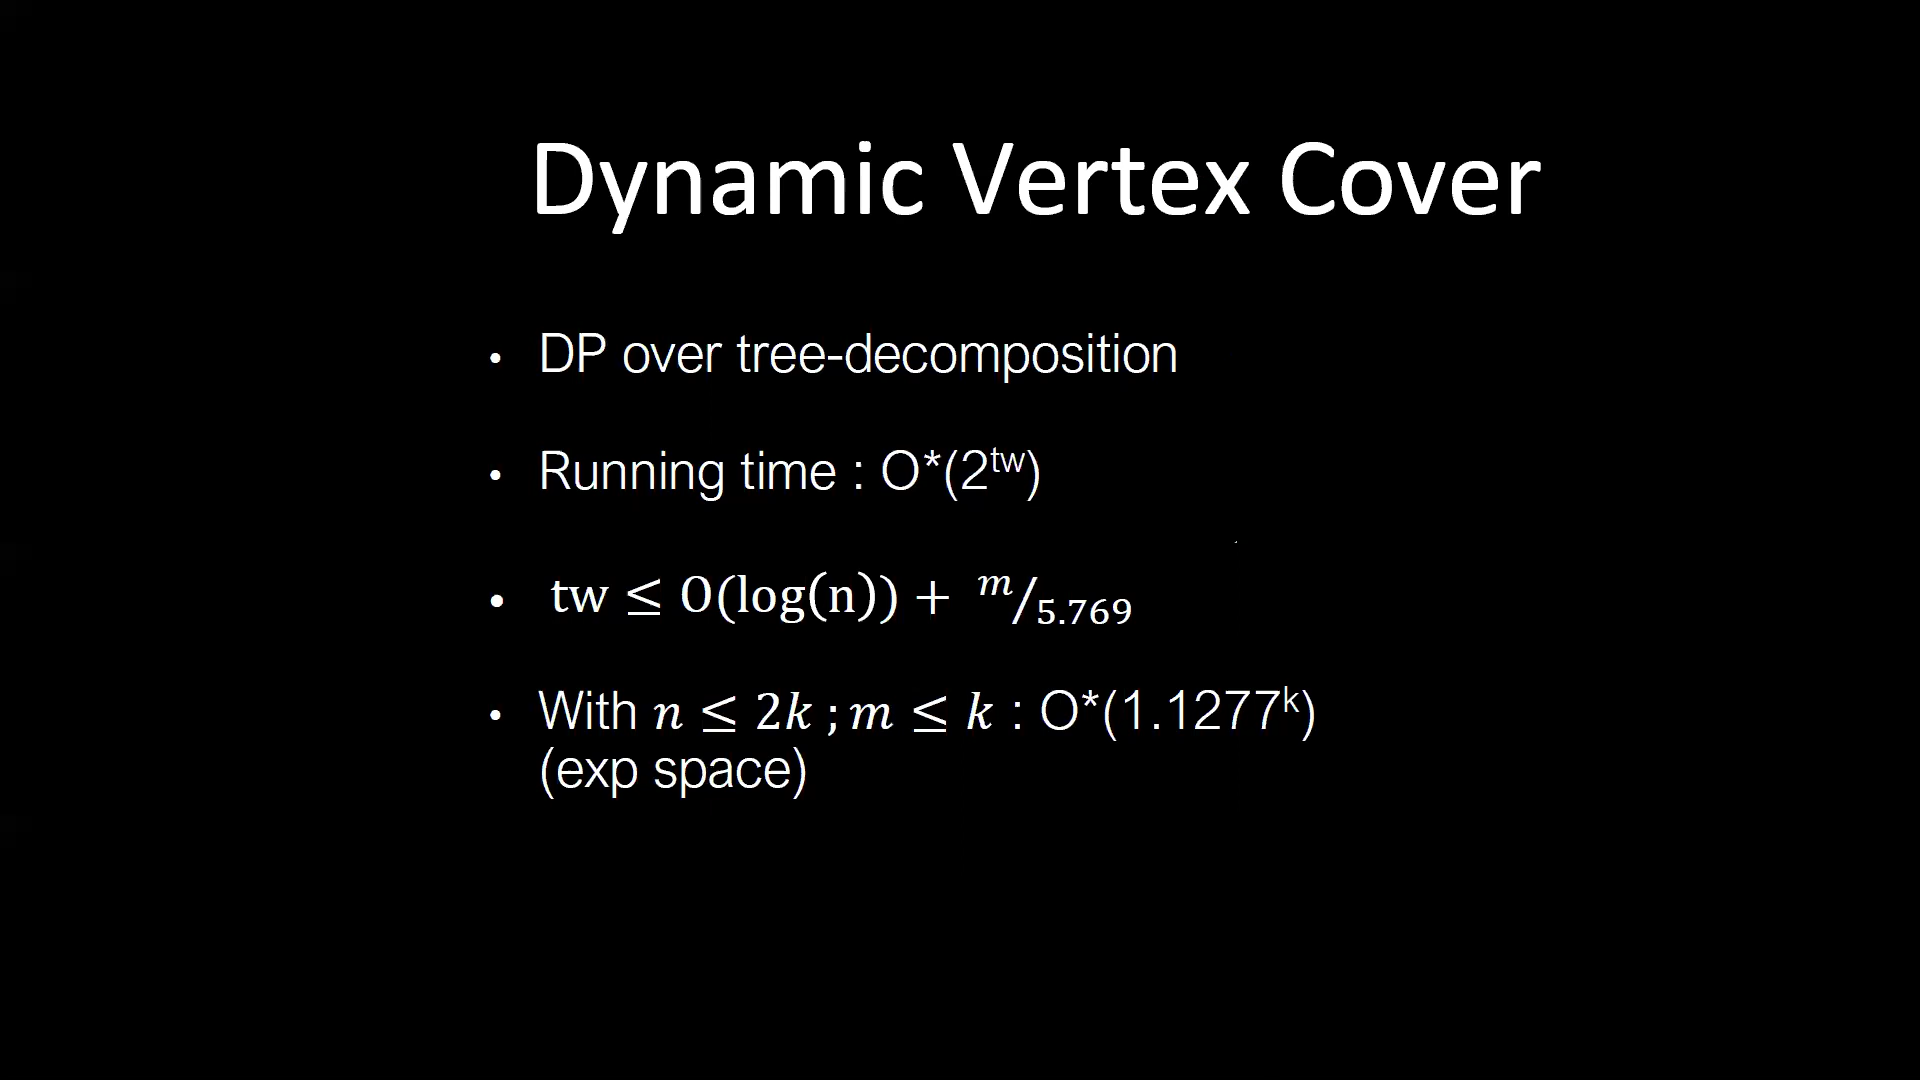 Dynamic Vertex Cover
• DP over tree-decomposition
• Running time : O*(2^tw)
• tw ≤ O(log(n)) + m/5.769
• With n ≤ 2k ; m ≤ k : O*(1.1277^k)
(exp space)